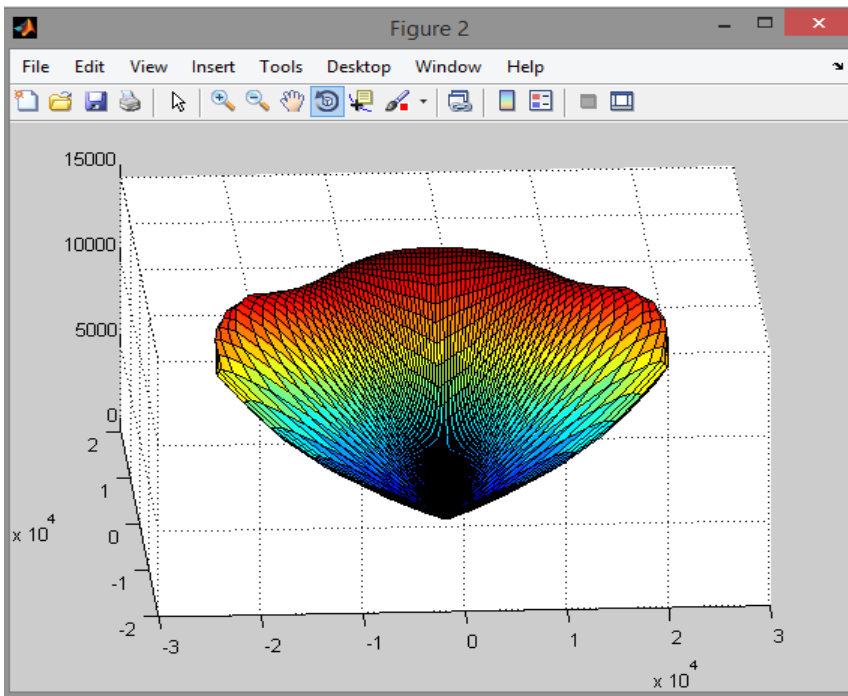 Figure 2
File Edit View Insert Tools Desktop Window Help
15000
10000
5000
0
2
1
0
-1
-2
x 10^4
-3 -2 -1 0 1 2 3
x 10^4